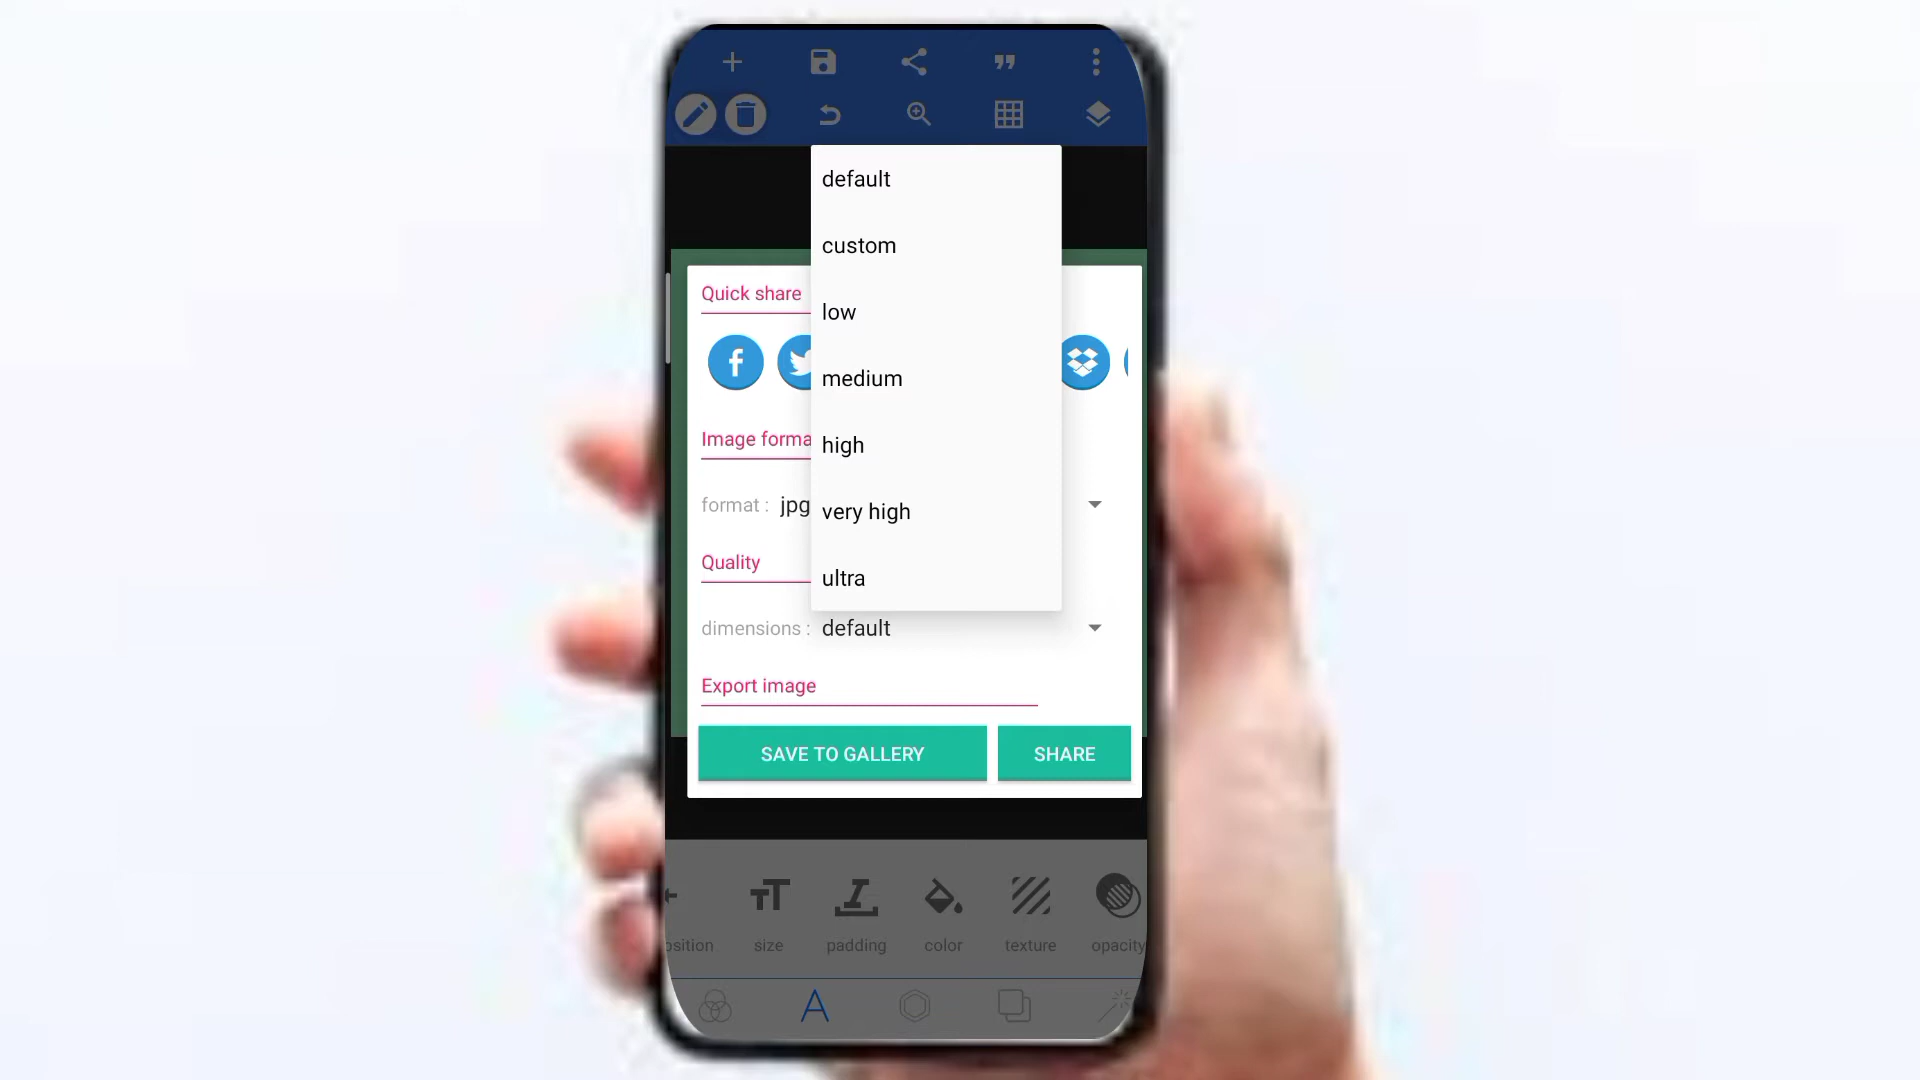 default
custom
low
medium
high
very high
ultra
Quick share
Image forma
format : jpg
Quality
dimensions : default
Export image
SAVE TO GALLERY SHARE
osition size padding color texture opacity